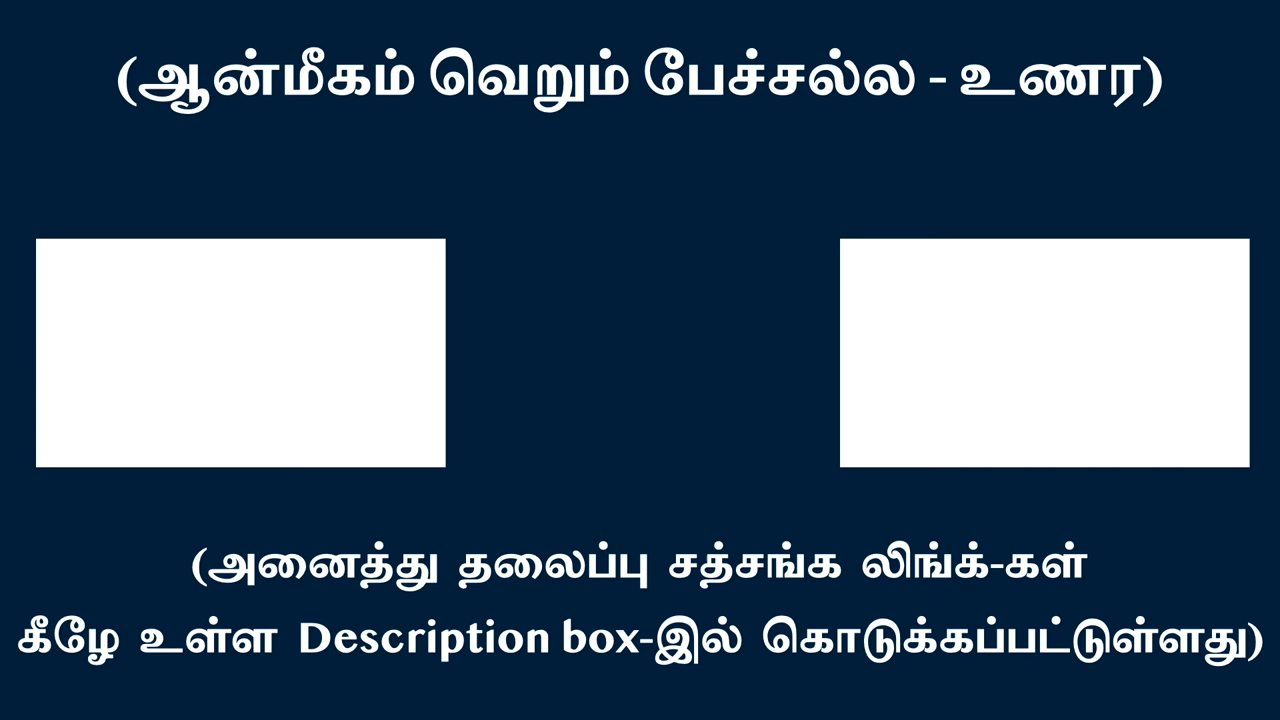 (ஆன்மீகம் வெறும் பேச்சல்ல - உணர)
(அனைத்து தலைப்பு சத்சங்க லிங்க்-கள்
கீழே உள்ள Description box-இல் கொடுக்கப்பட்டுள்ளது)